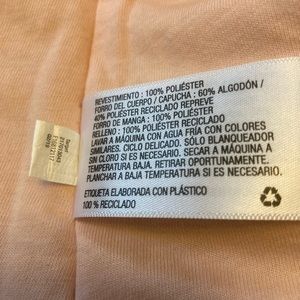 REVESTIMIENTO : 100% POLIÉSTER
FORRO DEL CUERPO / CAPUCHA : 60% ALGODÓN /
40% POLIÉSTER RECICLADO REPREVE
FORRO DE MANGA : 100% POLIÉSTER
RELLENO : 100% POLIÉSTER
LAVAR A MÁQUINA CON AGUA FRÍA CON COLORES
SIMILARES. CICLO DELICADO. SÓLO BLANQUEADOR
SIN CLORO SI ES NECESARIO. SECAR A MÁQUINA
A TEMPERATURA BAJA. RETIRAR OPORTUNAMENTE.
PLANCHAR A BAJA TEMPERATURA SI ES NECESARIO.
ETIQUETA ELABORADA CON PLÁSTICO
100 % RECICLADO
Target